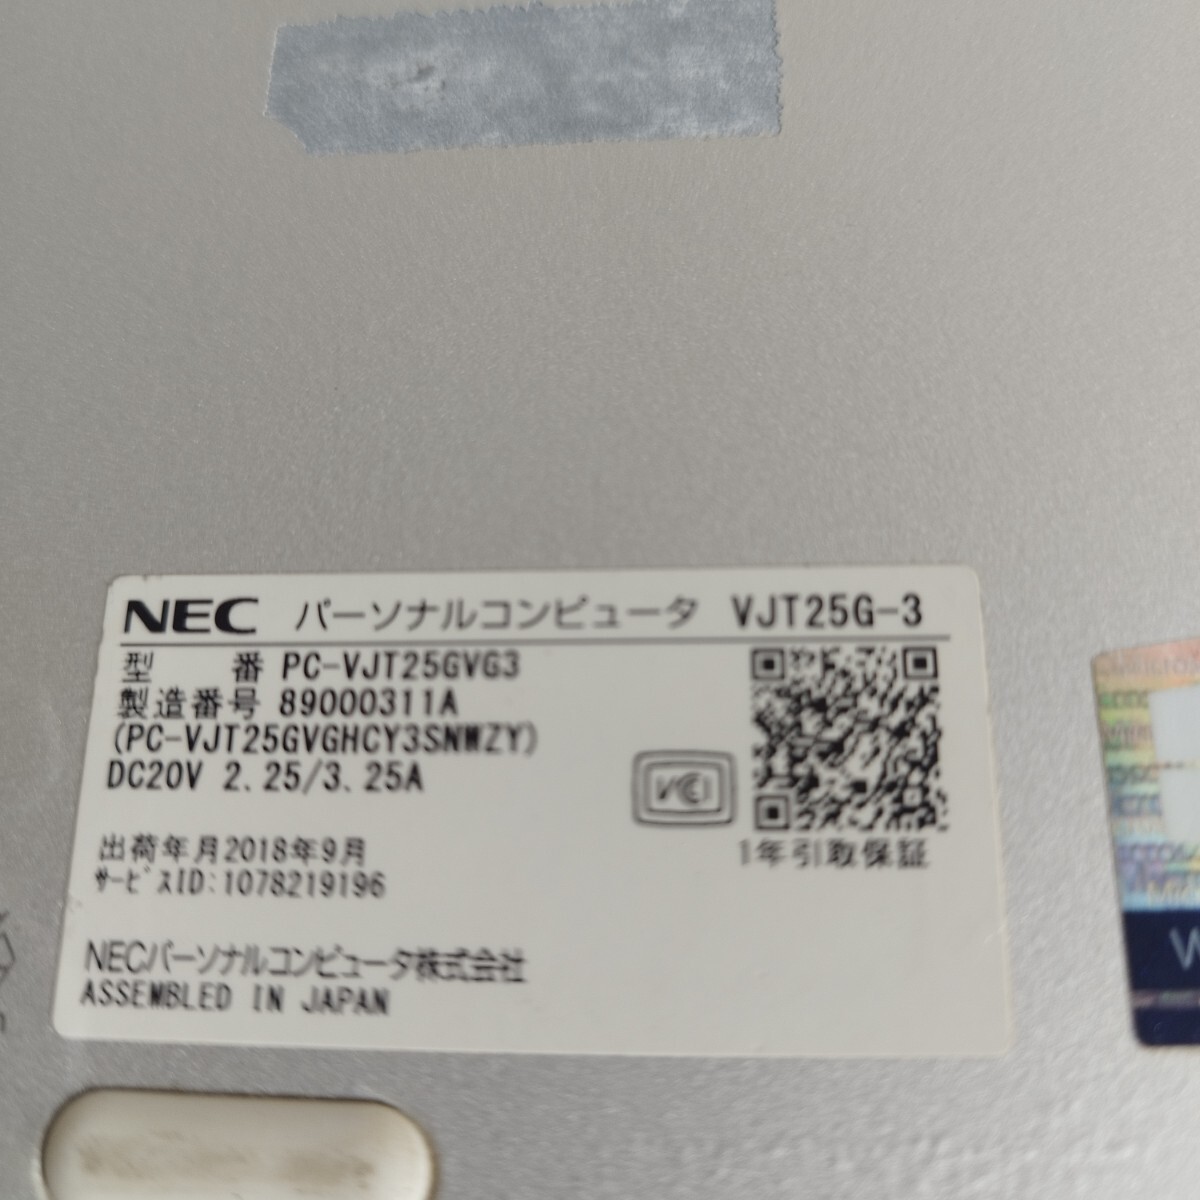 NEC パーソナルコンピュータ VJT25G-3
型 番 PC-VJT25GVG3
製造番号 89000311A
(PC-VJT25GVGHCY3SNWZY)
DC20V 2.25/3.25A
VCCI
1年引取保証
出荷年月2018年9月
サービスID:1078219196
NECパーソナルコンピュータ株式会社
ASSEMBLED IN JAPAN